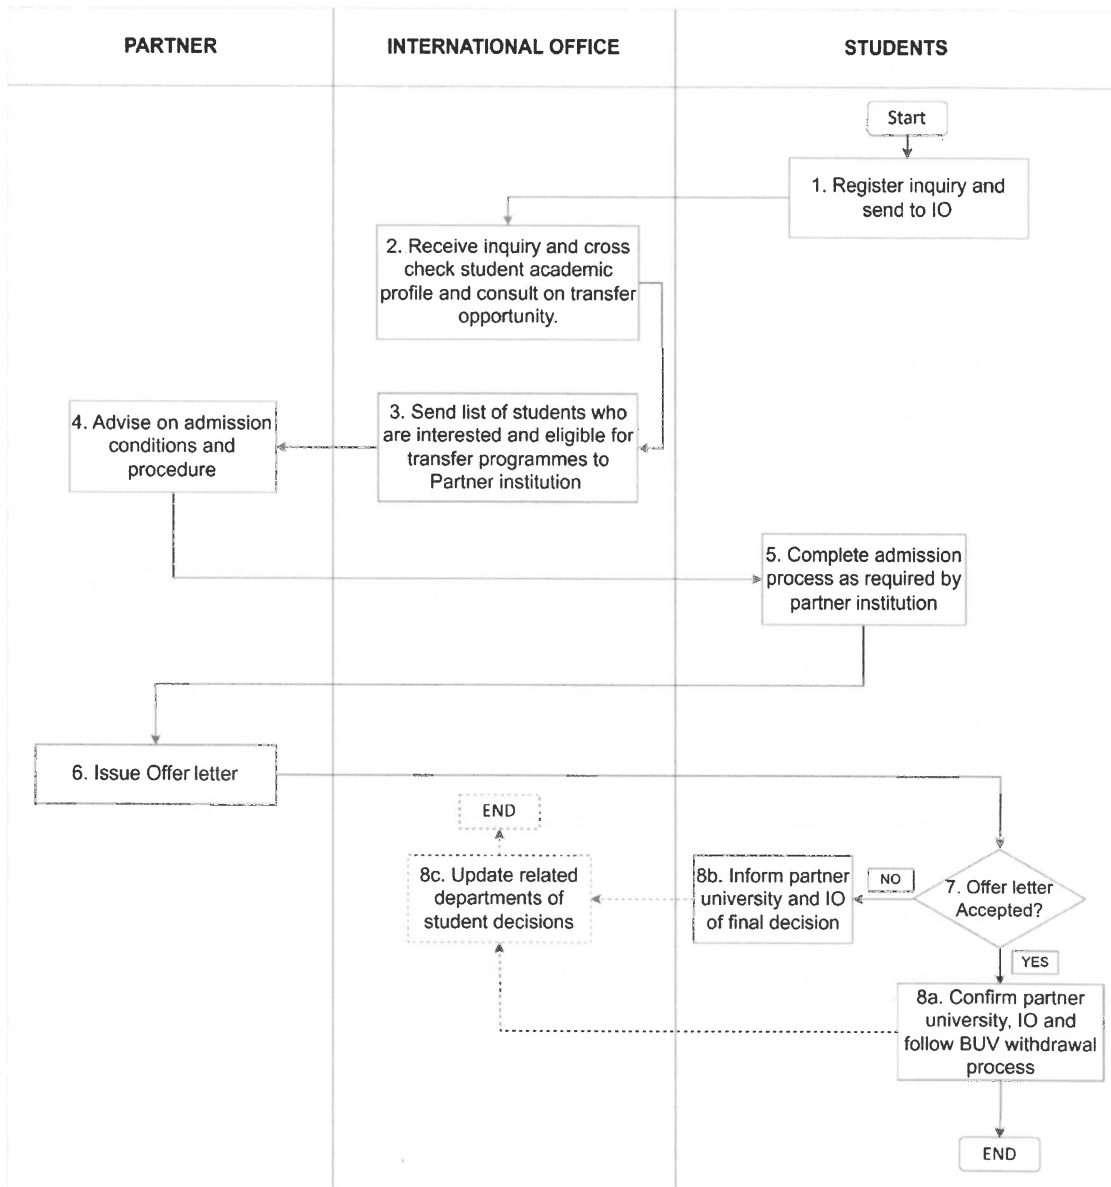 PARTNER
INTERNATIONAL OFFICE
STUDENTS
Start
1. Register inquiry and
send to IO
2. Receive inquiry and cross
check student academic
profile and consult on transfer
opportunity.
3. Send list of students who
are interested and eligible for
transfer programmes to
Partner institution
4. Advise on admission
conditions and
procedure
5. Complete admission
process as required by
partner institution
6. Issue Offer letter
END
8c. Update related
departments of
student decisions
8b. Inform partner
university and IO
of final decision
NO
7. Offer letter
Accepted?
YES
8a. Confirm partner
university, IO and
follow BUV withdrawal
process
END